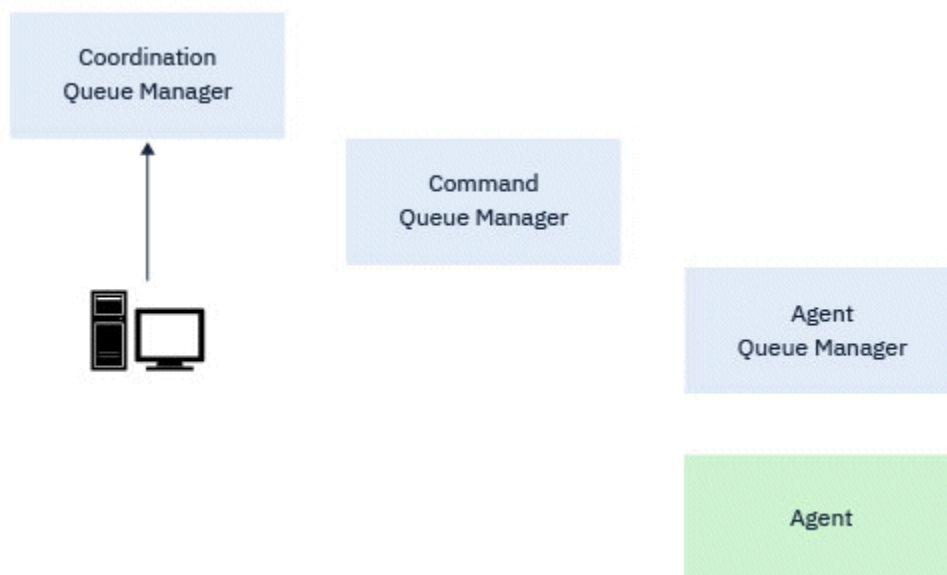 Coordination
Queue Manager
Command
Queue Manager
Agent
Queue Manager
Agent